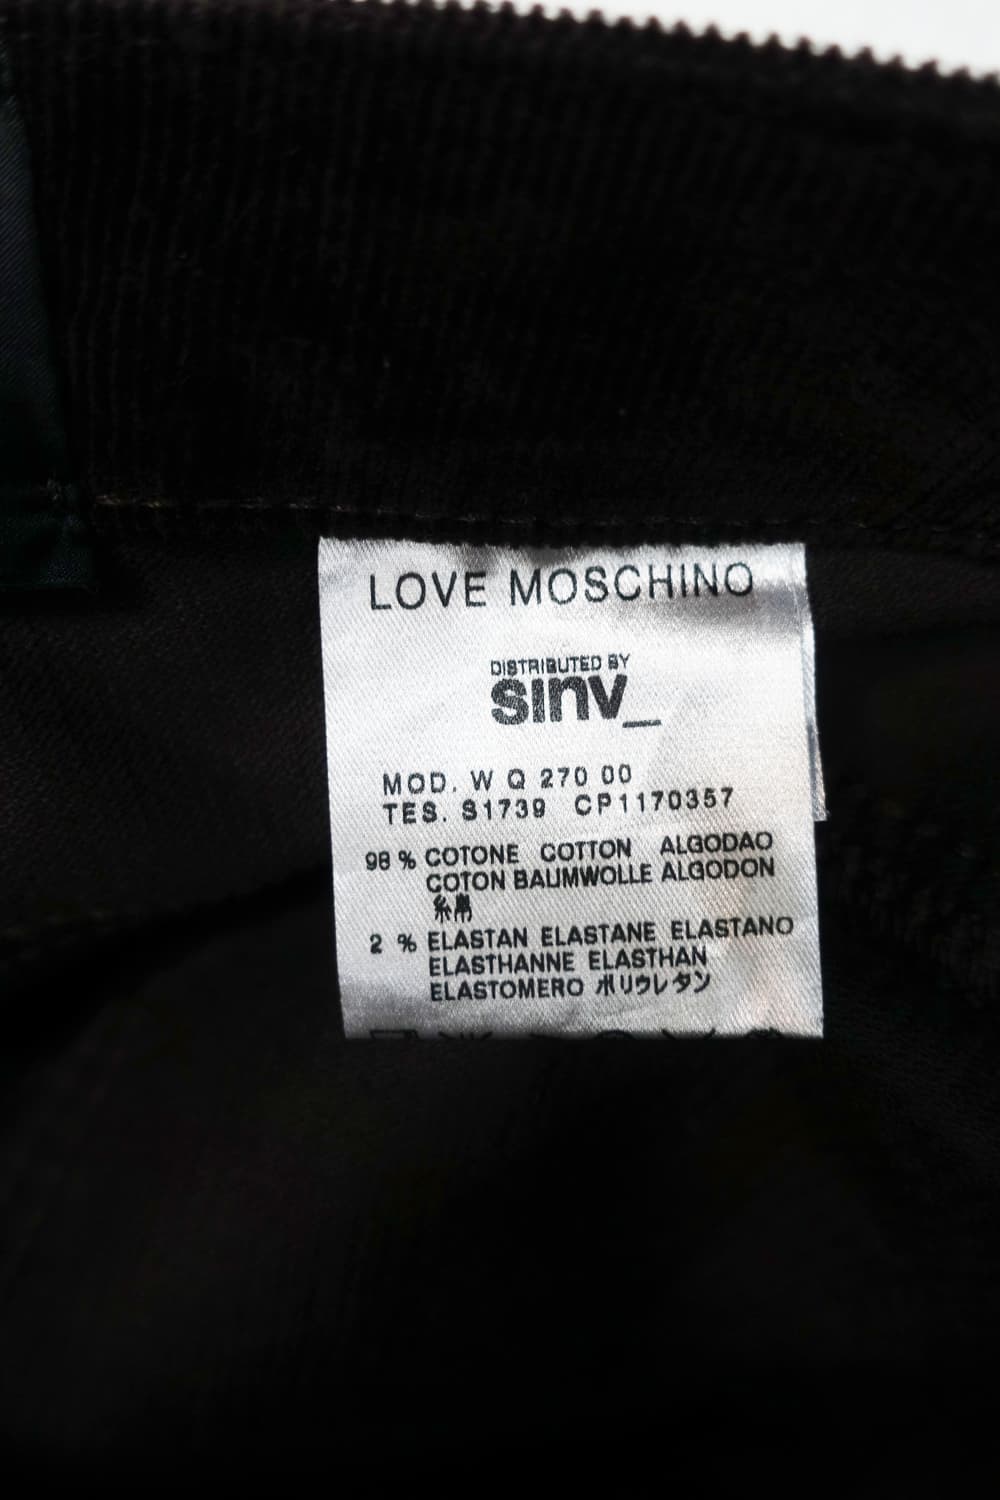 LOVE MOSCHINO
DISTRIBUTED BY
sinv_
MOD. W Q 270 00
TES. S1739 CP1170357
98 % COTONE COTTON ALGODAO
COTON BAUMWOLLE ALGODON
2 % ELASTAN ELASTANE ELASTANO
ELASTHANNE ELASTHAN
ELASTOMERO ポリウレタン